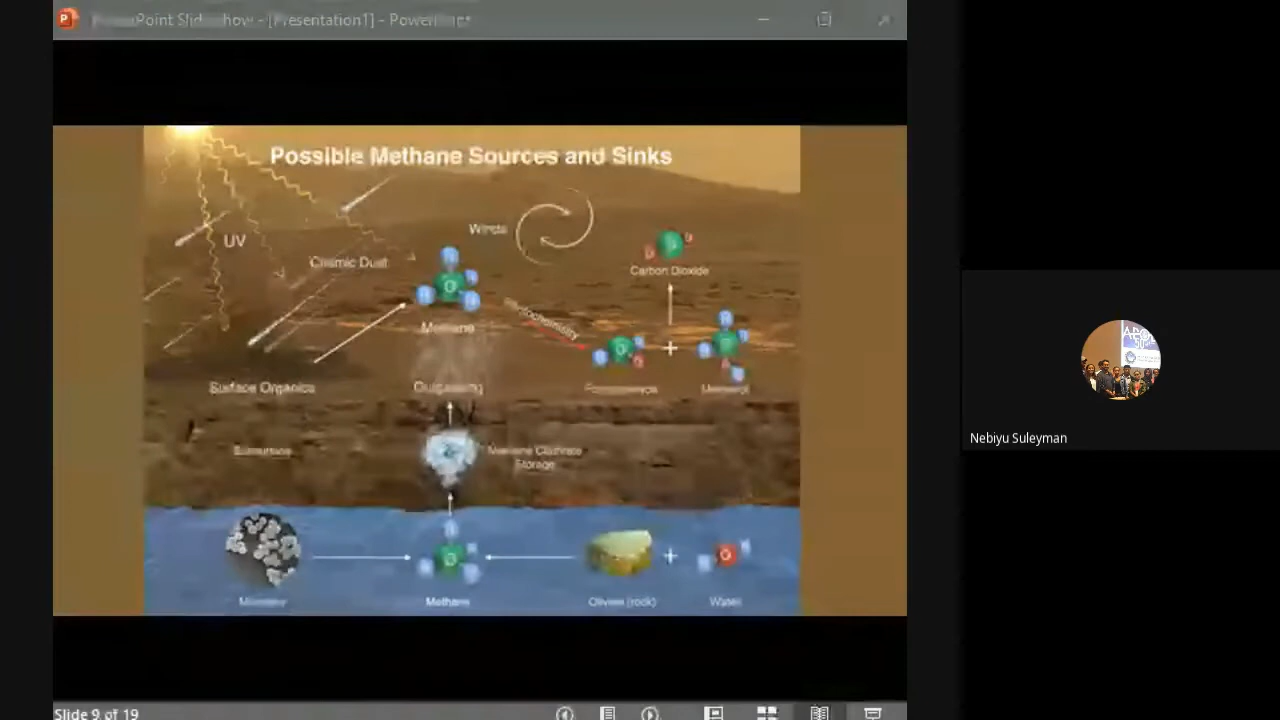 Possible Methane Sources and Sinks
UV
Cosmic Dust
Winds
Carbon Dioxide
Methane
Photochemistry
Surface Organics
Outgassing
Subsurface
Methane Clathrate
Storage
Methane
Olivine (rock)
+
Water
Nebiyu Suleyman
Slide 9 of 19